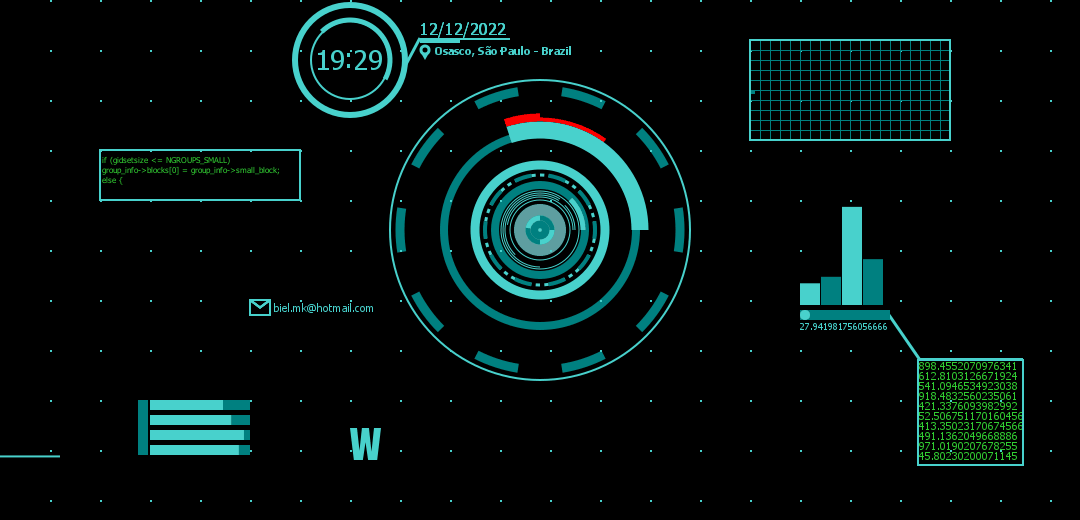 12/12/2022
19:29
Osasco, São Paulo - Brazil
if (gidsetsize <= NGROUPS_SMALL)
group_info->blocks[0] = group_info->small_block;
else {
biel.mk@hotmail.com
27.941981756056666
898.4552070976341
612.8103126671924
541.0946534923038
918.4832560235061
421.3376093982992
52.506751170160456
413.35023170674566
491.1362049668886
971.0190207678255
45.80230200071145
W